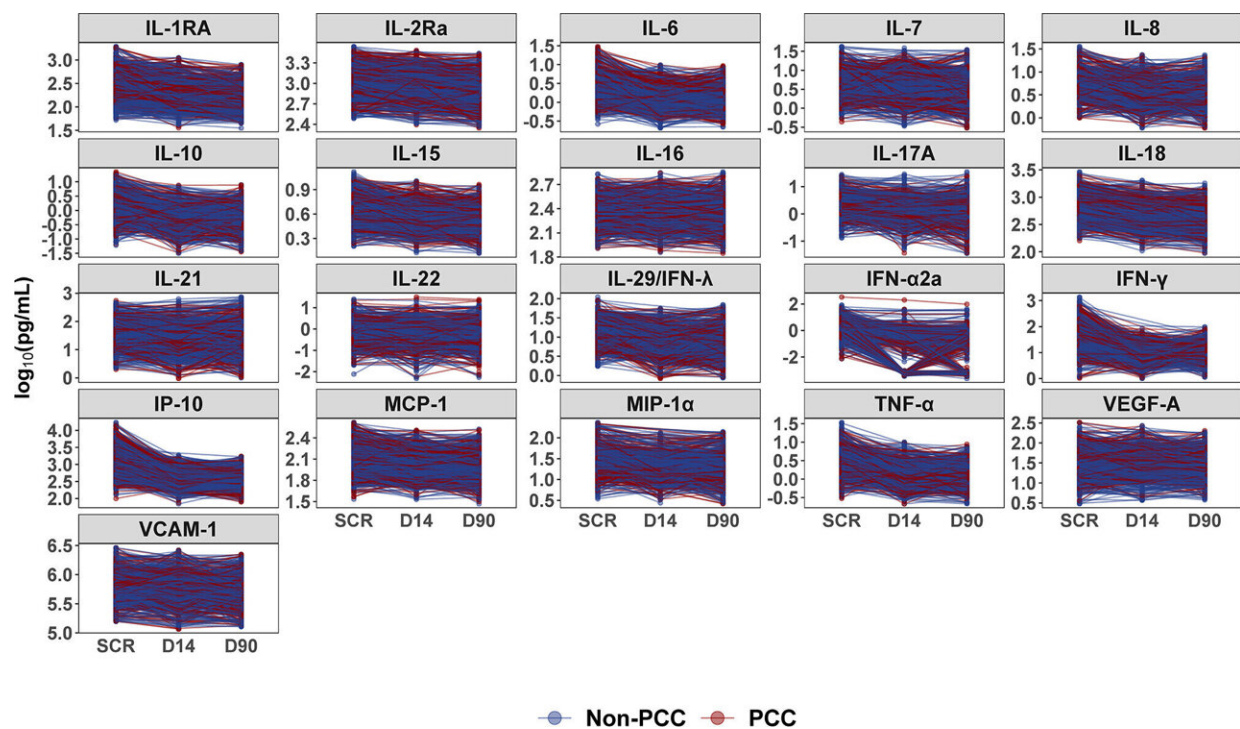 IL-1RA IL-2Ra IL-6 IL-7 IL-8
3.0 2.5 2.0 1.5
3.3 3.0 2.7 2.4
1.5 1.0 0.5 0.0 -0.5
1.5 1.0 0.5 0.0 -0.5
1.5 1.0 0.5 0.0
IL-10 IL-15 IL-16 IL-17A IL-18
1.0 0.5 0.0 -0.5 -1.0 -1.5
0.9 0.6 0.3
2.7 2.4 2.1 1.8
1 0 -1
3.5 3.0 2.5 2.0
log₁₀(pg/mL)
IL-21 IL-22 IL-29/IFN-λ IFN-α2a IFN-γ
3 2 1 0
1 0 -1 -2
2.0 1.5 1.0 0.5 0.0
2 0 -2
3 2 1 0
IP-10 MCP-1 MIP-1α TNF-α VEGF-A
4.0 3.5 3.0 2.5 2.0
2.4 2.1 1.8 1.5
2.0 1.5 1.0 0.5
1.5 1.0 0.5 0.0 -0.5
2.5 2.0 1.5 1.0 0.5
SCR D14 D90 SCR D14 D90 SCR D14 D90 SCR D14 D90
VCAM-1
6.5 6.0 5.5 5.0
SCR D14 D90
Non-PCC PCC